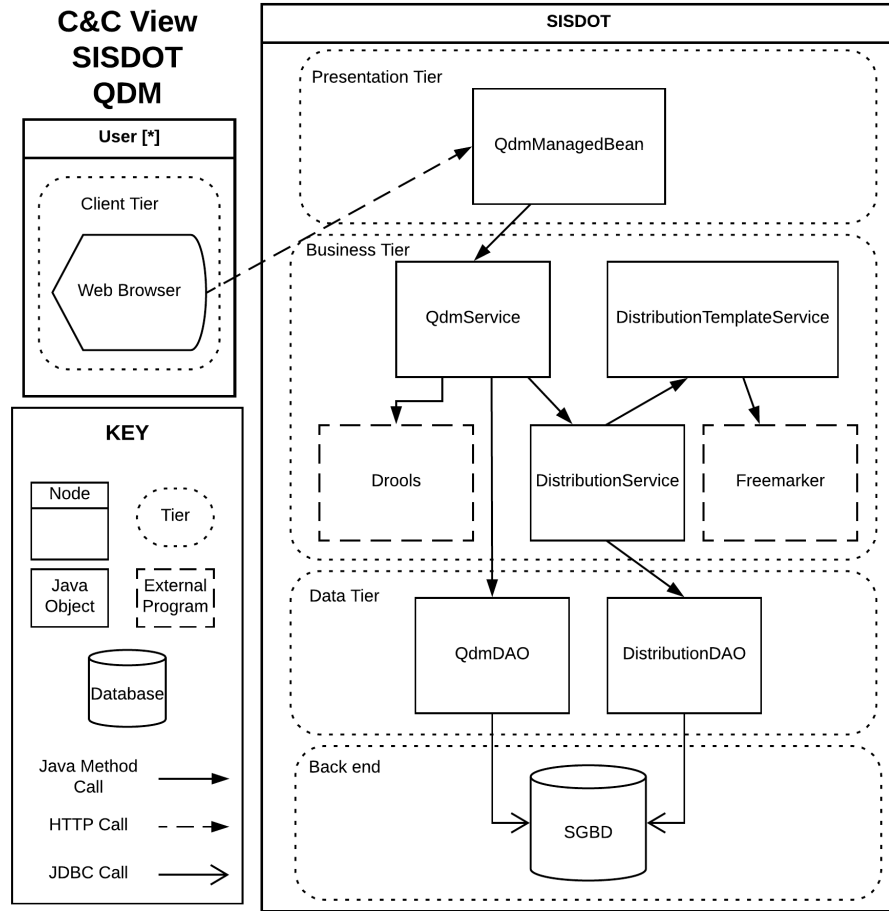 C&C View
SISDOT
QDM
User [*]
Client Tier
Web Browser
KEY
Node
Tier
Java
Object
External
Program
Database
Java Method
Call
HTTP Call
JDBC Call
SISDOT
Presentation Tier
QdmManagedBean
Business Tier
QdmService
DistributionTemplateService
Drools
DistributionService
Freemarker
Data Tier
QdmDAO
DistributionDAO
Back end
SGBD